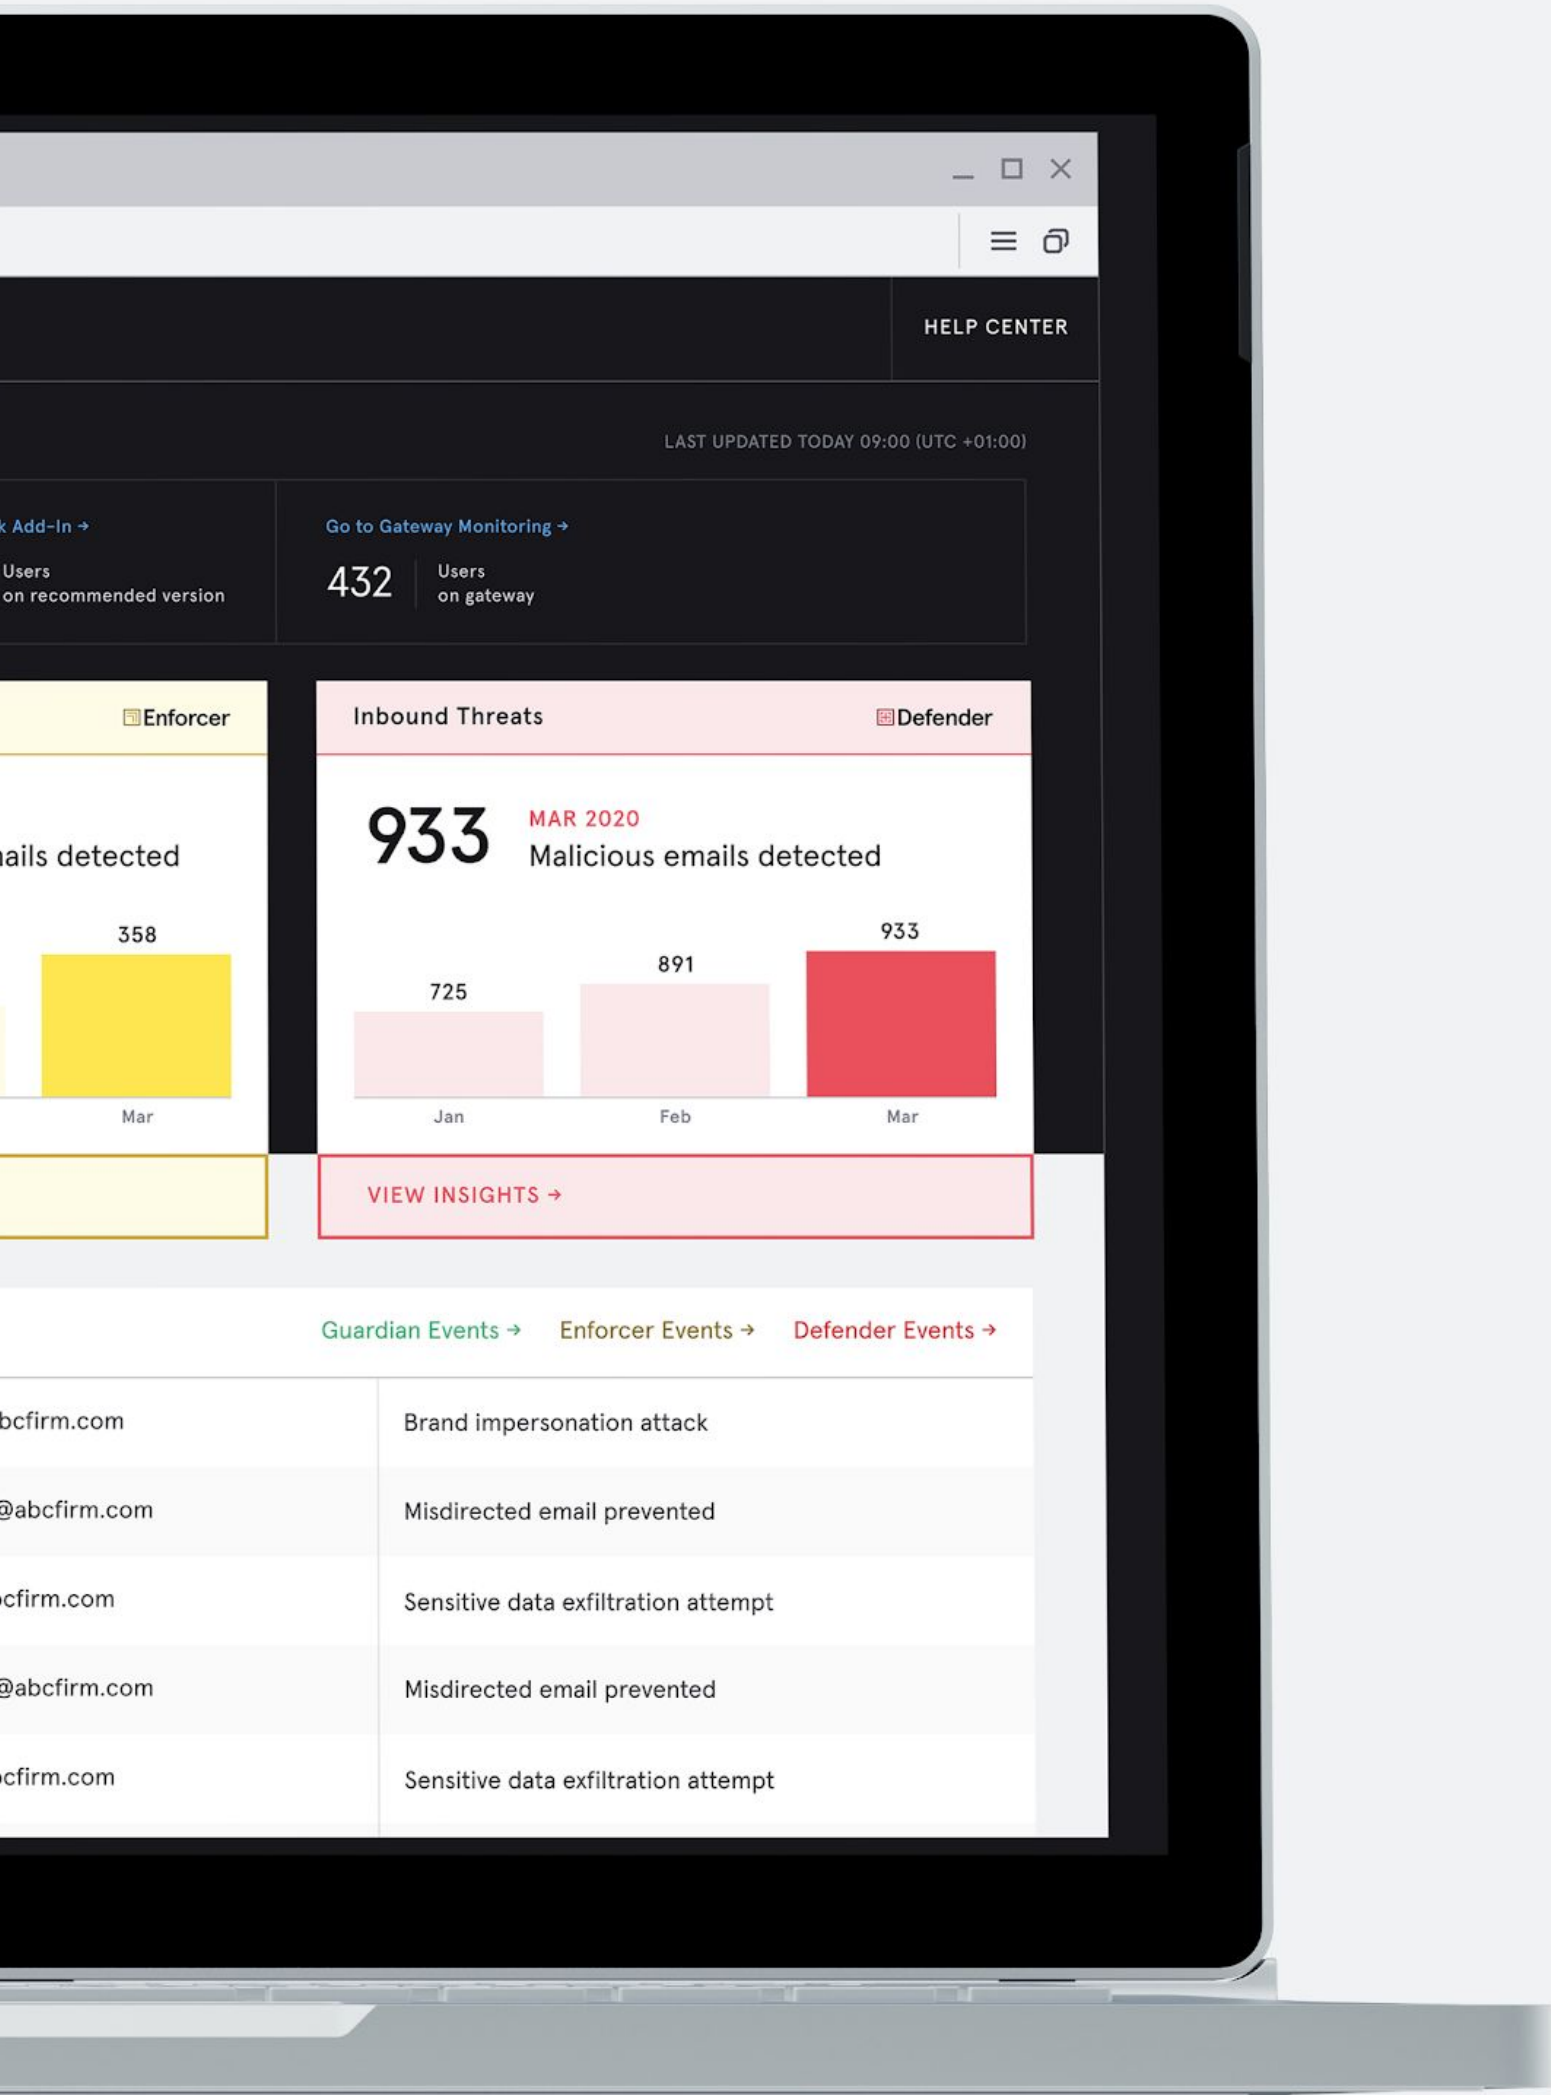 HELP CENTER
LAST UPDATED TODAY 09:00 (UTC +01:00)
Add-In →
Users
on recommended version
Go to Gateway Monitoring →
432
Users
on gateway
Enforcer
detected
358
Mar
Inbound Threats
Defender
933
MAR 2020
Malicious emails detected
725
891
933
Jan
Feb
Mar
VIEW INSIGHTS →
Guardian Events →
Enforcer Events →
Defender Events →
bcfirm.com
Brand impersonation attack
@abcfirm.com
Misdirected email prevented
cfirm.com
Sensitive data exfiltration attempt
@abcfirm.com
Misdirected email prevented
cfirm.com
Sensitive data exfiltration attempt